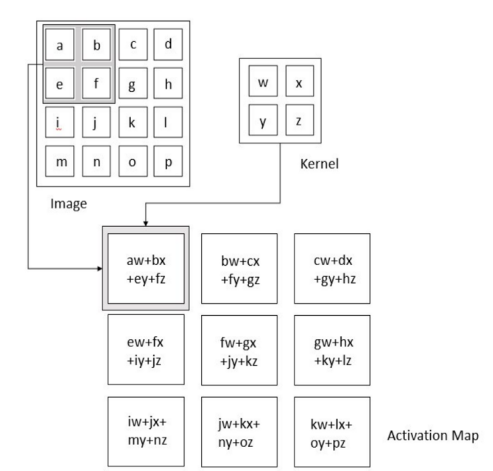 a b c d
e f g h
i j k l
m n o p
Image
w x
y z
Kernel
aw+bx
+ey+fz
bw+cx
+fy+gz
cw+dx
+gy+hz
ew+fx
+iy+jz
fw+gx
+jy+kz
gw+hx
+ky+lz
iw+jx+
my+nz
jw+kx+
ny+oz
kw+lx+
oy+pz
Activation Map